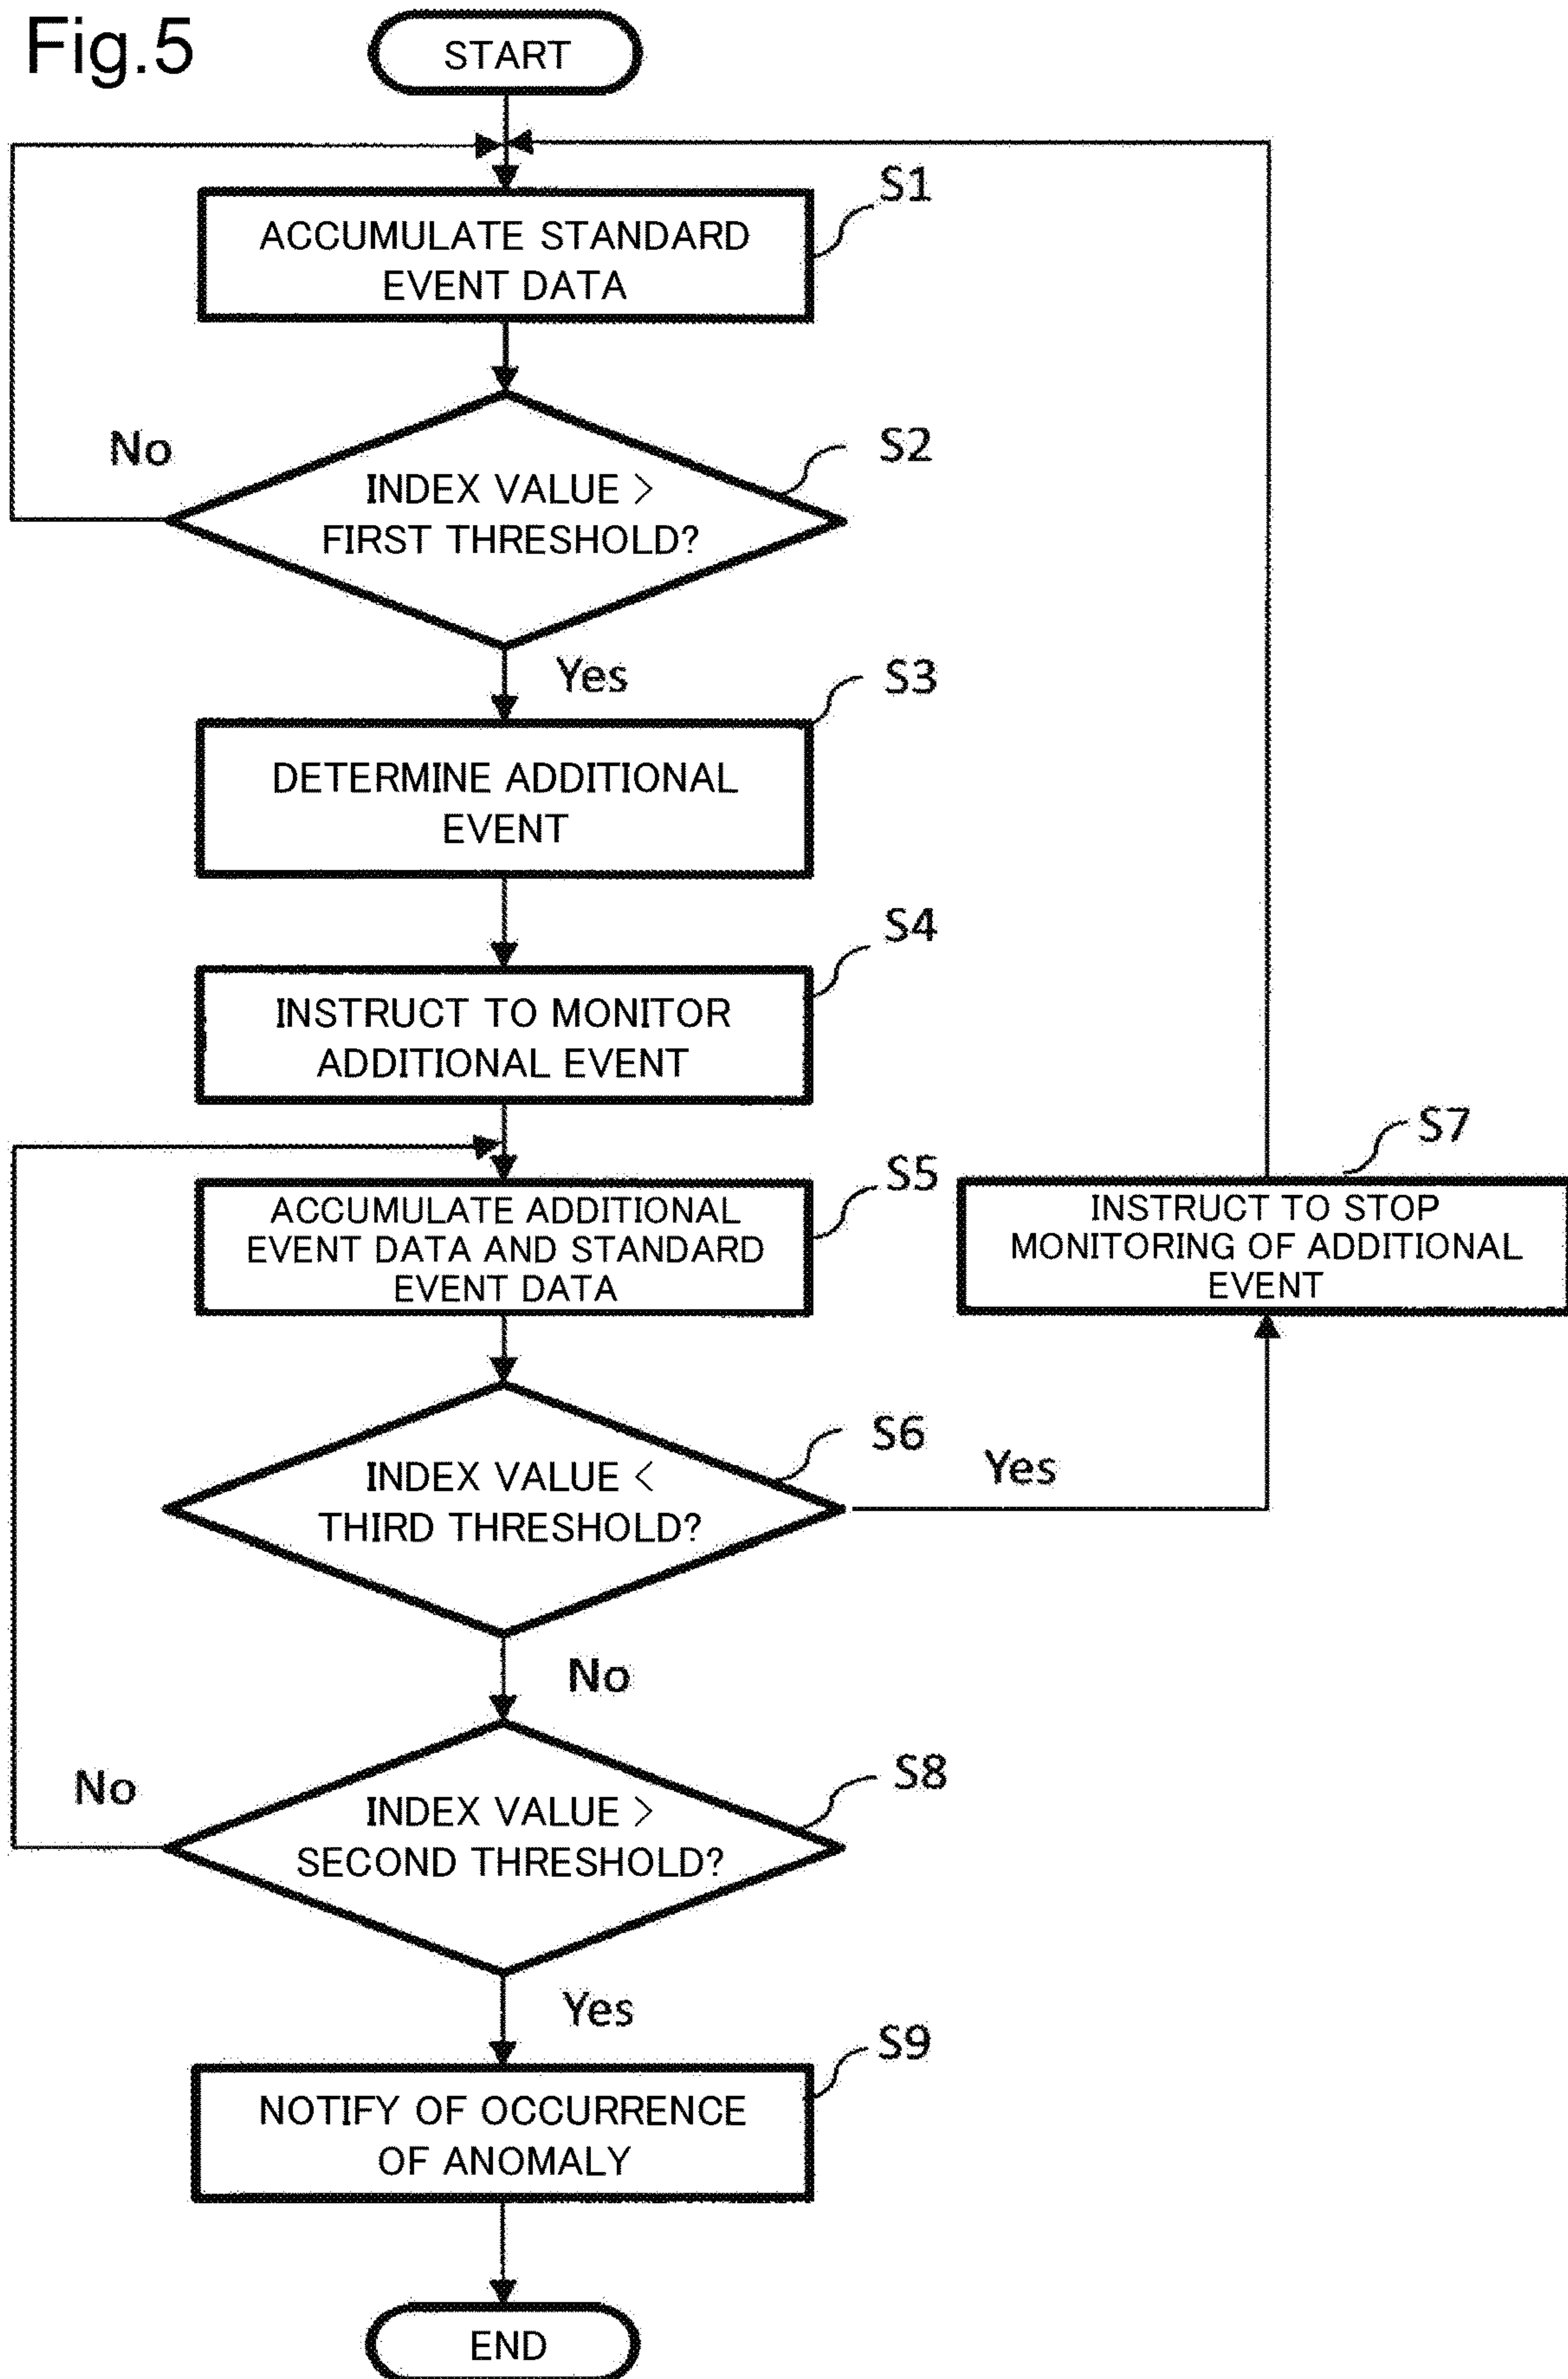 Fig.5
START
S1
ACCUMULATE STANDARD
EVENT DATA
No
S2
INDEX VALUE >
FIRST THRESHOLD?
Yes
S3
DETERMINE ADDITIONAL
EVENT
S4
INSTRUCT TO MONITOR
ADDITIONAL EVENT
S5
ACCUMULATE ADDITIONAL
EVENT DATA AND STANDARD
EVENT DATA
S7
INSTRUCT TO STOP
MONITORING OF ADDITIONAL
EVENT
S6
INDEX VALUE <
THIRD THRESHOLD?
Yes
No
No
S8
INDEX VALUE >
SECOND THRESHOLD?
Yes
S9
NOTIFY OF OCCURRENCE
OF ANOMALY
END